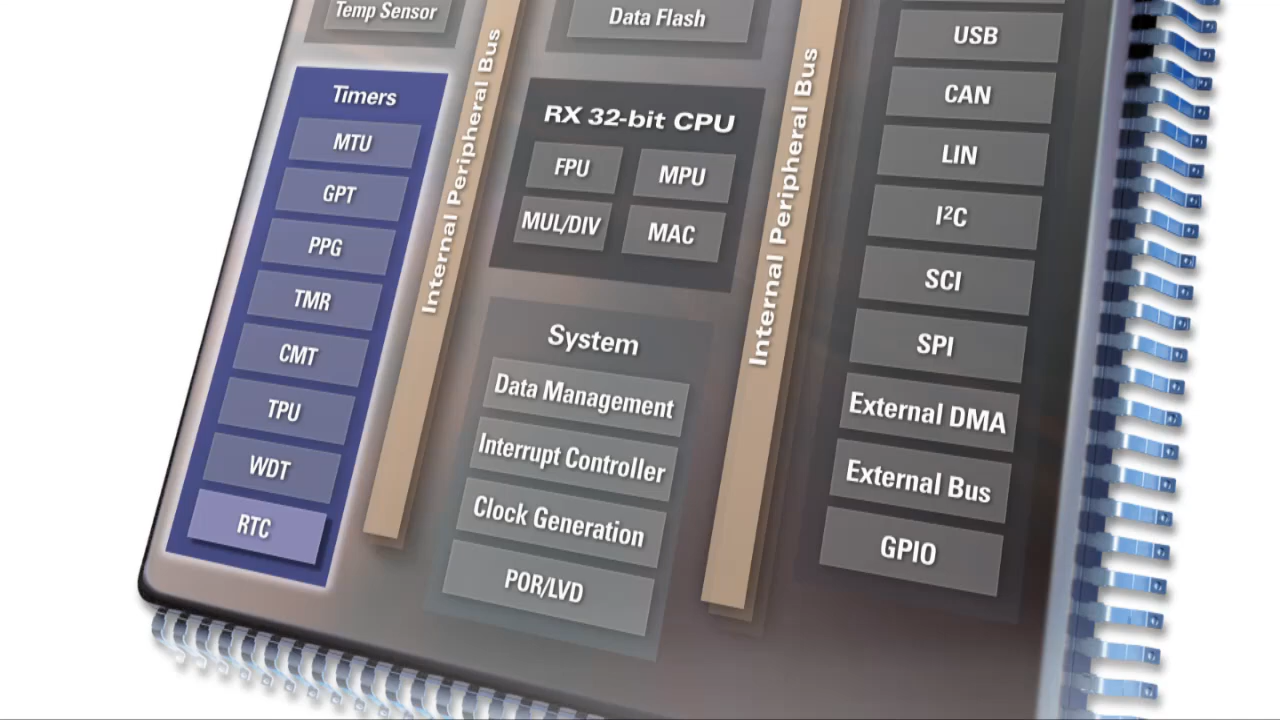 Temp Sensor
Timers
MTU
GPT
PPG
TMR
CMT
TPU
WDT
RTC
Internal Peripheral Bus
Data Flash
RX 32-bit CPU
FPU
MPU
MUL/DIV
MAC
System
Data Management
Interrupt Controller
Clock Generation
POR/LVD
Internal Peripheral Bus
USB
CAN
LIN
I²C
SCI
SPI
External DMA
External Bus
GPIO